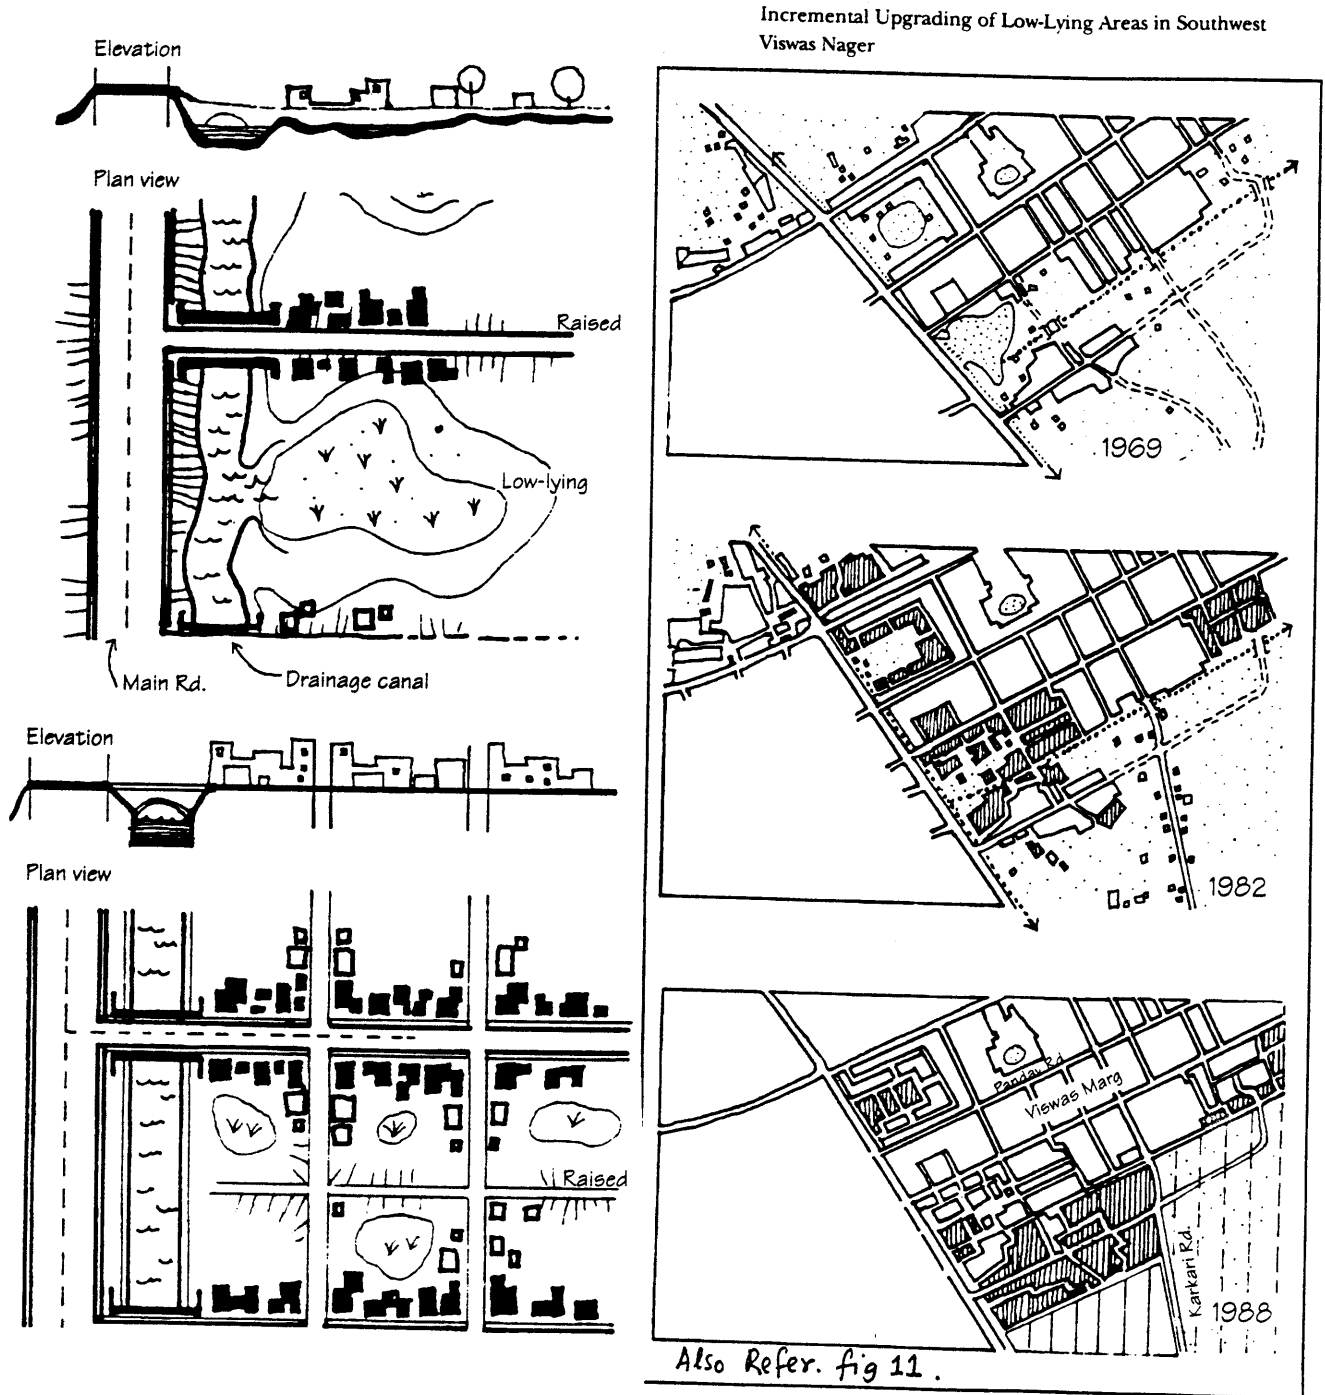 Incremental Upgrading of Low-Lying Areas in Southwest
Viswas Nager
Elevation
Plan view
Raised
Low-lying
Main Rd.
Drainage canal
Elevation
Plan view
Raised
1969
1982
Pandav Rd
Viswas Marg
Karkari Rd.
1988
Also Refer. fig 11.